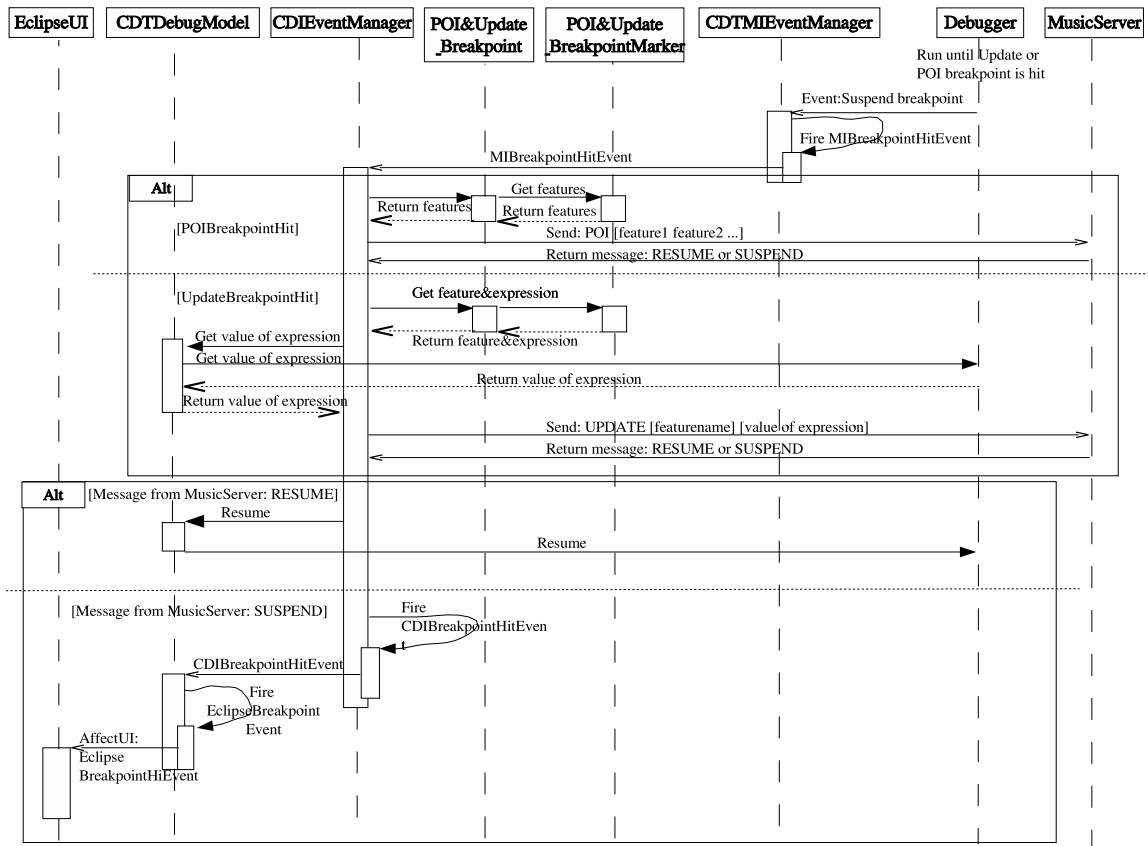 EclipseUI
CDTDebugModel
CDIEventManager
POI&Update
_Breakpoint
POI&Update
_BreakpointMarker
CDTMIEventManager
Debugger
MusicServer
Run until Update or
POI breakpoint is hit
Event:Suspend breakpoint
Fire MIBreakpointHitEvent
MIBreakpointHitEvent
Alt
Get features
Return features
Return features
[POIBreakpointHit]
Send: POI [feature1 feature2 ...]
Return message: RESUME or SUSPEND
[UpdateBreakpointHit]
Get feature&expression
Return feature&expression
Get value of expression
Get value of expression
Return value of expression
Return value of expression
Send: UPDATE [featurename] [value of expression]
Return message: RESUME or SUSPEND
Alt
[Message from MusicServer: RESUME]
Resume
Resume
[Message from MusicServer: SUSPEND]
Fire
CDIBreakpointHitEven
t
CDIBreakpointHitEvent
Fire
EclipseBreakpoint
Event
AffectUI:
Eclipse
BreakpointHiEvent